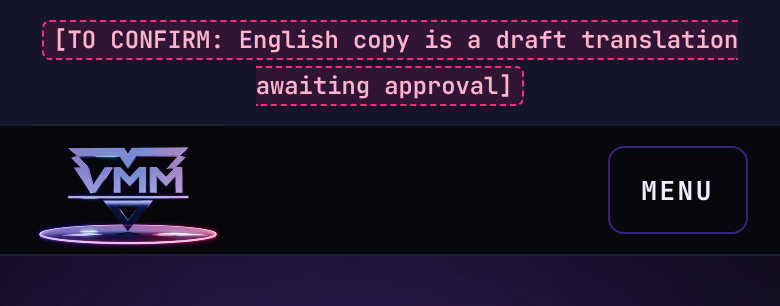 [TO CONFIRM: English copy is a draft translation
awaiting approval]
VMM
MENU